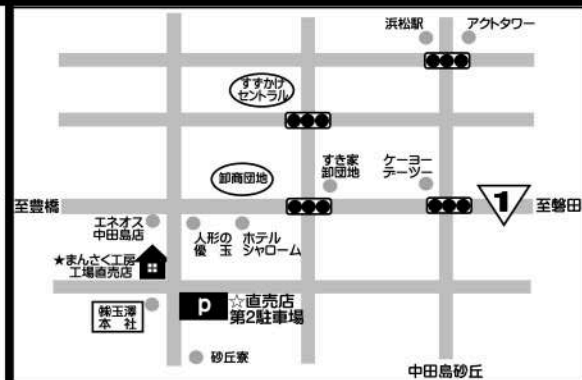 浜松駅
アクトタワー
すずかけ
セントラル
卸商団地
すき家
卸団地
ケーヨー
デーツー
1
至豊橋
至磐田
エネオス
中田島店
人形の
優玉
ホテル
シャローム
★まんさく工房
工場直売店
㈱玉澤
本社
P
☆直売店
第2駐車場
砂丘寮
中田島砂丘